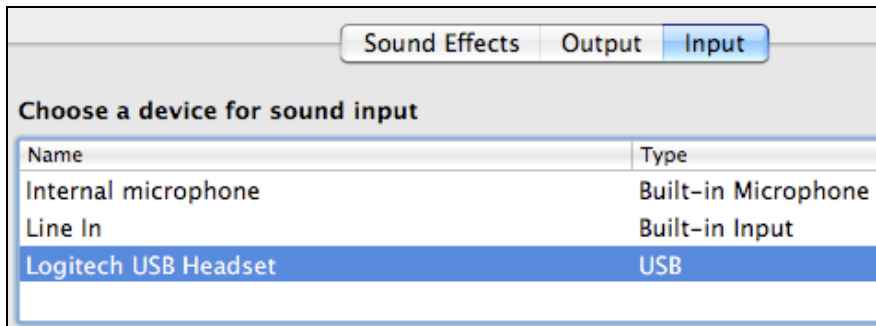 Sound Effects Output Input
Choose a device for sound input
Name Type
Internal microphone Built-in Microphone
Line In Built-in Input
Logitech USB Headset USB